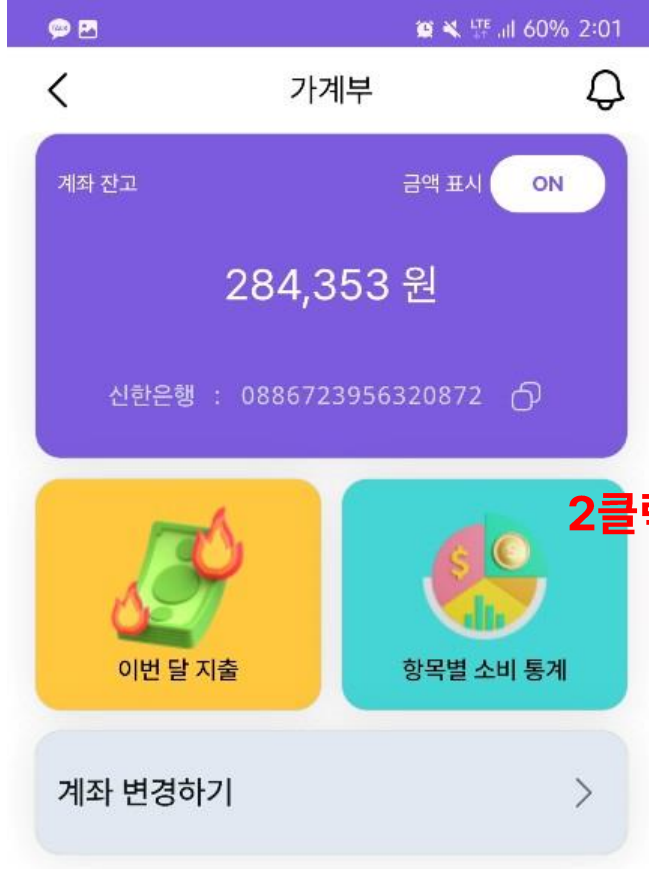 LTE 60% 2:01
가계부
계좌 잔고 금액 표시 ON
284,353 원
신한은행 : 0886723956320872
2클릭
이번 달 지출 항목별 소비 통계
계좌 변경하기